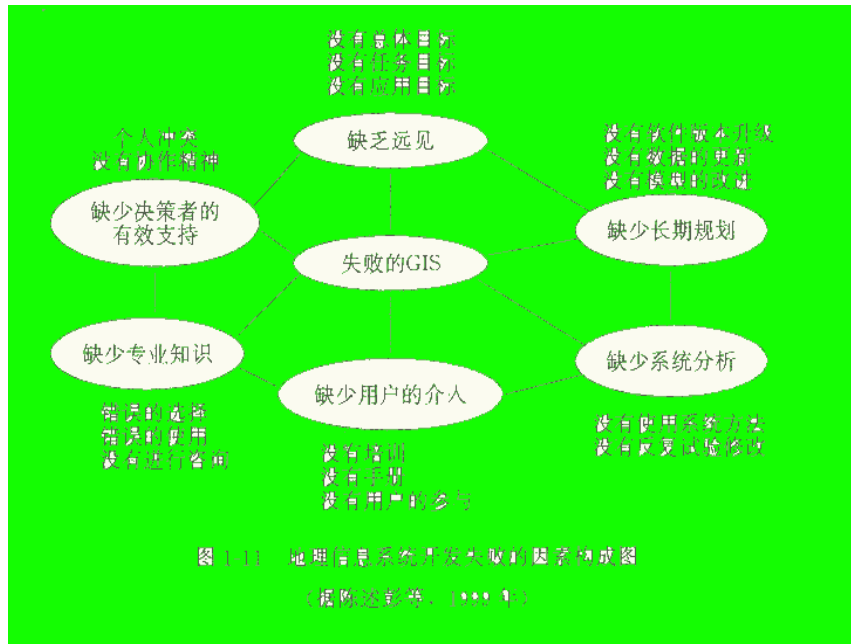 没有总体目标
没有任务目标
没有应用目标
缺乏远见
个人冲突
没有协作精神
缺少决策者的
有效支持
没有软件版本升级
没有数据的更新
没有模型的改进
缺少长期规划
失败的GIS
缺少专业知识
错误的选择
错误的使用
没有进行咨询
缺少用户的介入
没有培训
没有手册
没有用户的参与
缺少系统分析
没有使用系统方法
没有反复试验修改
图 1-11 地理信息系统开发失败的因素构成图
（据陈述彭等，1999 年）